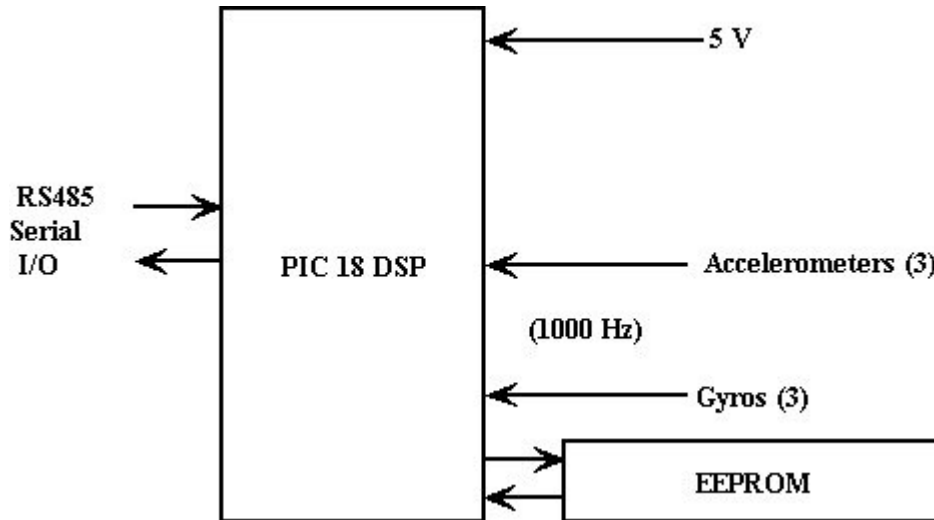 5 V
RS485
Serial
I/O
PIC 18 DSP
Accelerometers (3)
(1000 Hz)
Gyros (3)
EEPROM